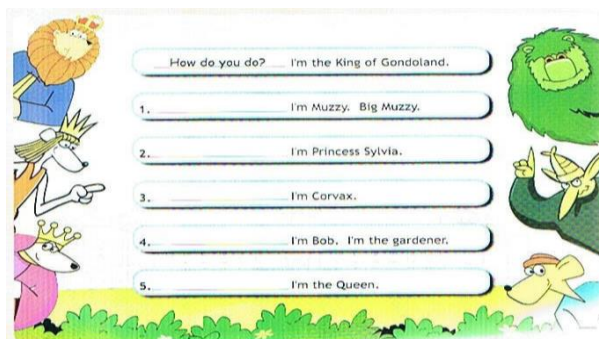 How do you do? I'm the King of Gondoland.
1. I'm Muzzy. Big Muzzy.
2. I'm Princess Sylvia.
3. I'm Corvax.
4. I'm Bob. I'm the gardener.
5. I'm the Queen.